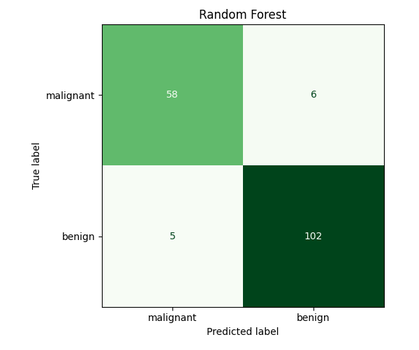 Random Forest
malignant
58
6
True label
benign
5
102
malignant
benign
Predicted label